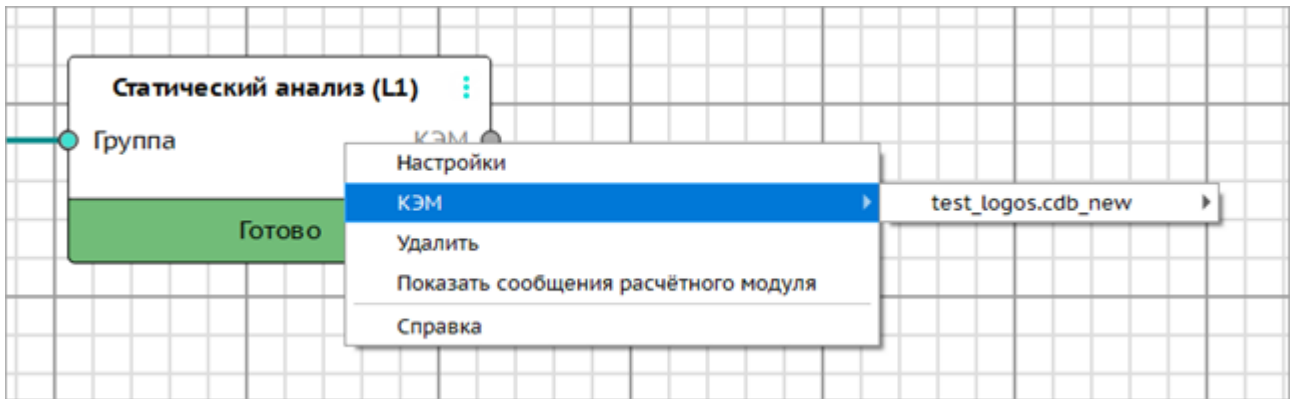 Статический анализ (L1)
Группа
КЭМ
Настройки
КЭМ
test_logos.cdb_new
Готово
Удалить
Показать сообщения расчётного модуля
Справка